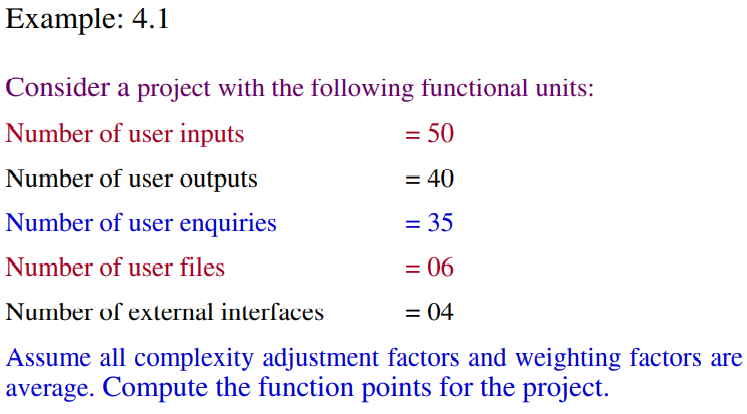 Example: 4.1
Consider a project with the following functional units:
Number of user inputs = 50
Number of user outputs = 40
Number of user enquiries = 35
Number of user files = 06
Number of external interfaces = 04
Assume all complexity adjustment factors and weighting factors are
average. Compute the function points for the project.